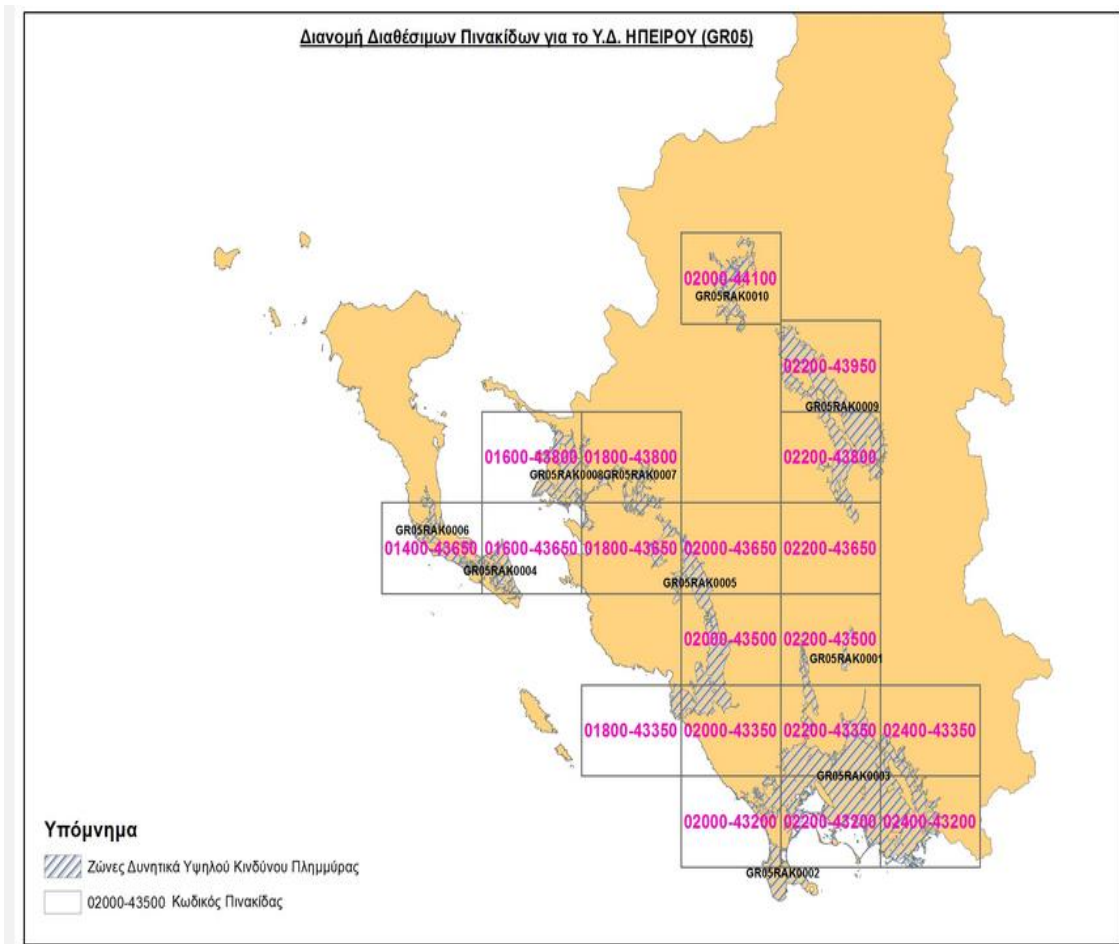 Διανομή Διαθέσιμων Πινακίδων για το Υ.Δ. ΗΠΕΙΡΟΥ (GR05)
02000-44100
GR05RAK0010
02200-43950
GR05RAK0009
01600-43800 01800-43800 02200-43800
GR05RAK0008 GR05RAK0007
GR05RAK0006
01400-43650 01600-43650 01800-43650 02000-43650 02200-43650
GR05RAK0004 GR05RAK0005
02000-43500 02200-43500
GR05RAK0001
01800-43350 02000-43350 02200-43350 02400-43350
GR05RAK0003
02000-43200 02200-43200 02400-43200
GR05RAK0002
Υπόμνημα
Ζώνες Δυνητικά Υψηλού Κινδύνου Πλημμύρας
02000-43500 Κωδικός Πινακίδας